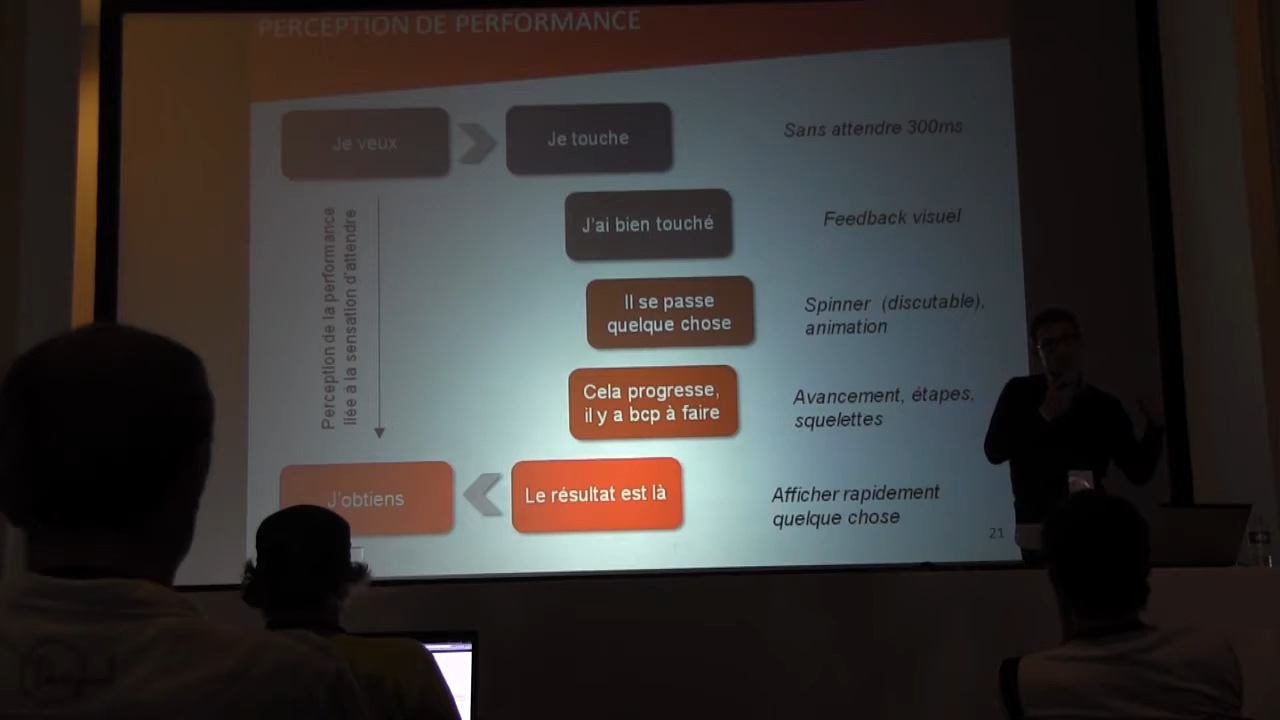 PERCEPTION DE PERFORMANCE
Je veux
Je touche
Sans attendre 300ms
J'ai bien touché
Feedback visuel
Perception de la performance
liée à la sensation d'attendre
Il se passe
quelque chose
Spinner (discutable),
animation
Cela progresse,
il y a bcp à faire
Avancement, étapes,
squelettes
J'obtiens
Le résultat est là
Afficher rapidement
quelque chose
21